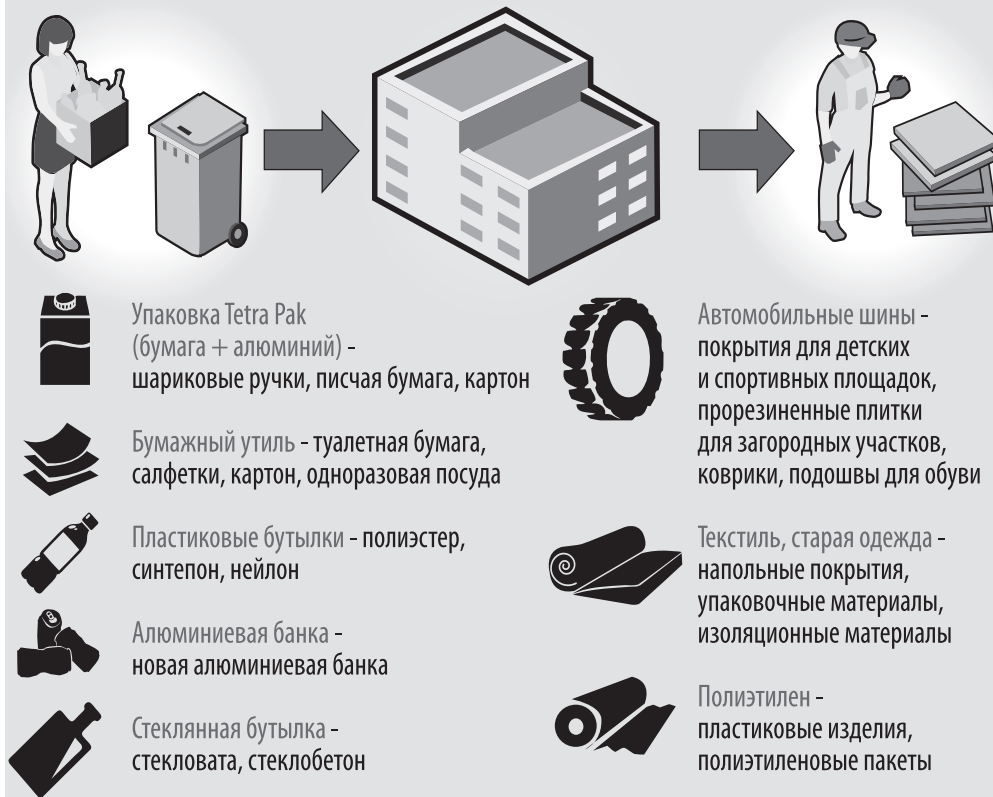 Упаковка Tetra Pak
(бумага + алюминий) -
шариковые ручки, писчая бумага, картон
Бумажный утиль - туалетная бумага,
салфетки, картон, одноразовая посуда
Пластиковые бутылки - полиэстер,
синтепон, нейлон
Алюминиевая банка -
новая алюминиевая банка
Стеклянная бутылка -
стекловата, стеклобетон
Автомобильные шины -
покрытия для детских
и спортивных площадок,
прорезиненные плитки
для загородных участков,
коврики, подошвы для обуви
Текстиль, старая одежда -
напольные покрытия,
упаковочные материалы,
изоляционные материалы
Полиэтилен -
пластиковые изделия,
полиэтиленовые пакеты